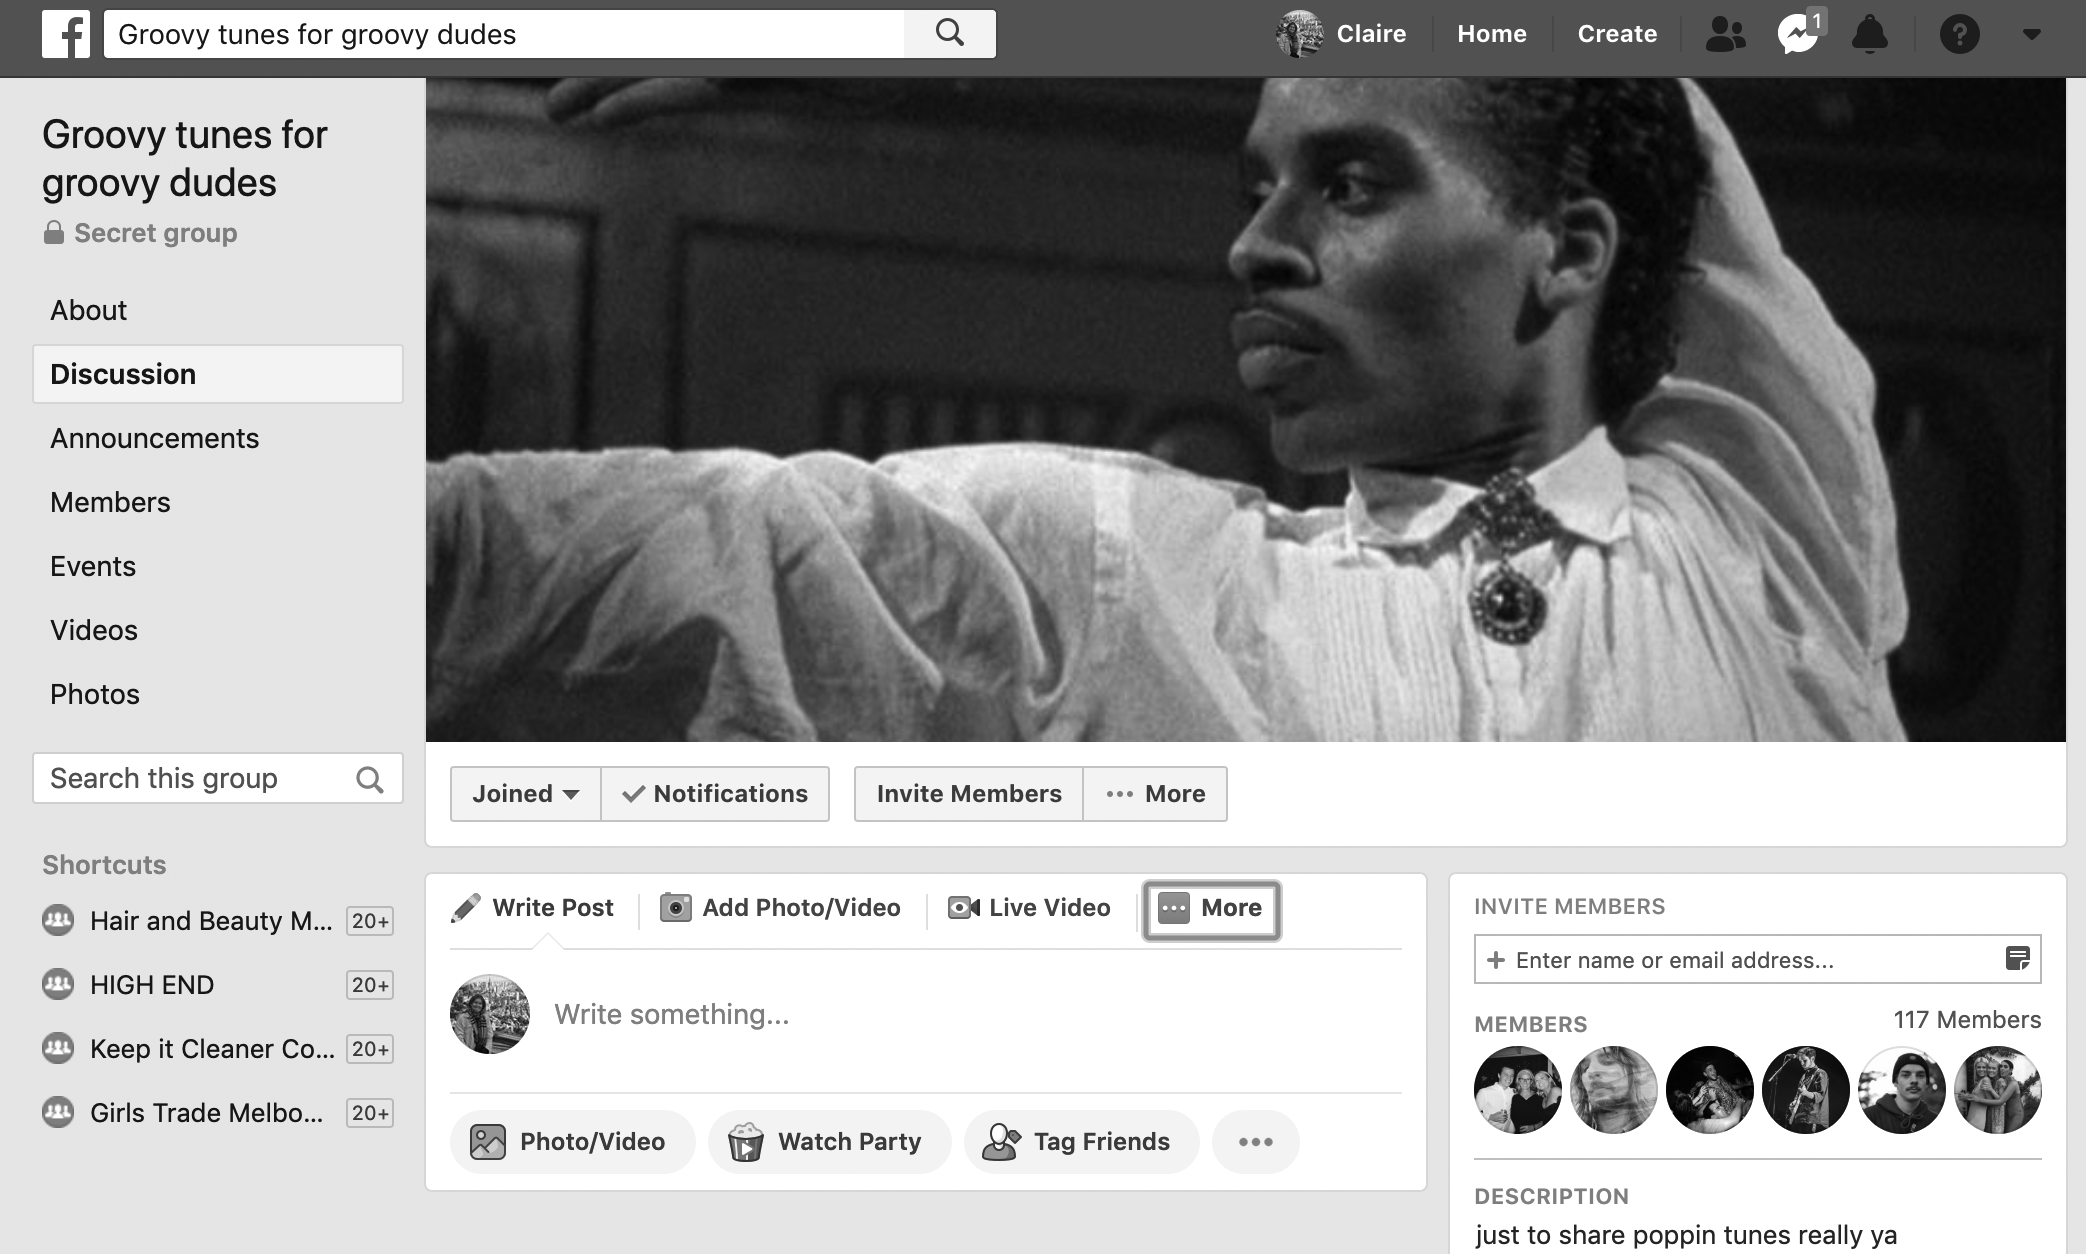 Groovy tunes for groovy dudes
Claire
Home
Create
1
Groovy tunes for
groovy dudes
Secret group
About
Discussion
Announcements
Members
Events
Videos
Photos
Search this group
Shortcuts
Hair and Beauty M... 20+
HIGH END 20+
Keep it Cleaner Co... 20+
Girls Trade Melbo... 20+
Joined
Notifications
Invite Members
More
Write Post
Add Photo/Video
Live Video
More
Write something...
Photo/Video
Watch Party
Tag Friends
INVITE MEMBERS
+ Enter name or email address...
MEMBERS
117 Members
DESCRIPTION
just to share poppin tunes really ya